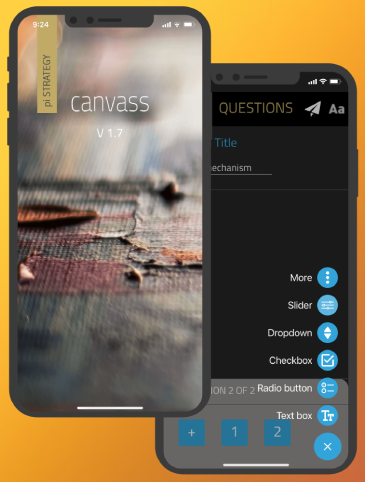 9:24
pi STRATEGY
canvass
V 1.7
QUESTIONS
Aa
Title
echanism
More
Slider
Dropdown
Checkbox
Radio button
ION 2 OF 2
Text box
Tт
+
1
2
×